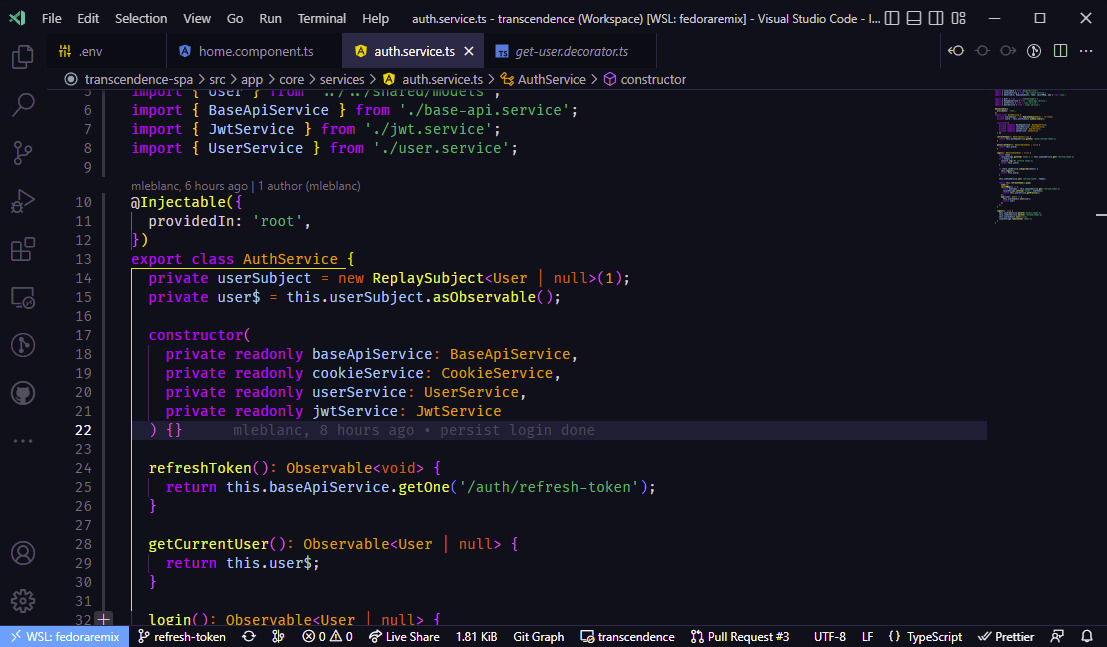 File Edit Selection View Go Run Terminal Help auth.service.ts - transcendence (Workspace) [WSL: fedoraremix] - Visual Studio Code - I...
.env home.component.ts auth.service.ts get-user.decorator.ts
transcendence-spa > src > app > core > services > auth.service.ts > AuthService > constructor
5 import { User } from '../../shared/models';
6 import { BaseApiService } from './base-api.service';
7 import { JwtService } from './jwt.service';
8 import { UserService } from './user.service';
9
mleblanc, 6 hours ago | 1 author (mleblanc)
10 @Injectable({
11 providedIn: 'root',
12 })
13 export class AuthService {
14 private userSubject = new ReplaySubject<User | null>(1);
15 private user$ = this.userSubject.asObservable();
16
17 constructor(
18 private readonly baseApiService: BaseApiService,
19 private readonly cookieService: CookieService,
20 private readonly userService: UserService,
21 private readonly jwtService: JwtService
22 ) {} mleblanc, 8 hours ago • persist login done
23
24 refreshToken(): Observable<void> {
25 return this.baseApiService.getOne('/auth/refresh-token');
26 }
27
28 getCurrentUser(): Observable<User | null> {
29 return this.user$;
30 }
31
32 login(): Observable<User | null> {
WSL: fedoraremix refresh-token 0 0 Live Share 1.81 KiB Git Graph transcendence Pull Request #3 UTF-8 LF {} TypeScript Prettier